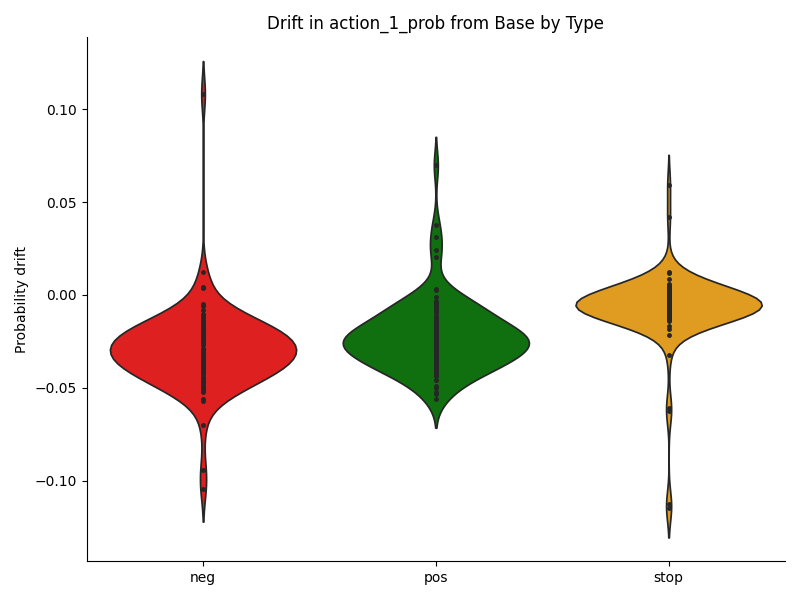 Drift in action_1_prob from Base by Type
Probability drift
0.10
0.05
0.00
−0.05
−0.10
neg
pos
stop